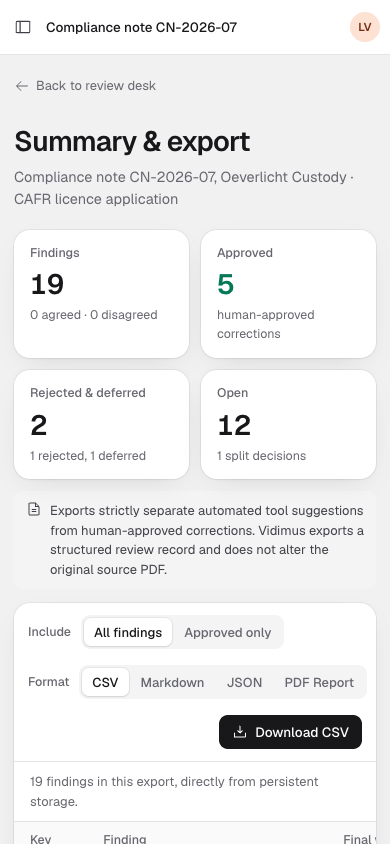 Compliance note CN-2026-07
LV
Back to review desk
Summary & export
Compliance note CN-2026-07, Oeverlicht Custody ·
CAFR licence application
Findings
19
0 agreed · 0 disagreed
Approved
5
human-approved
corrections
Rejected & deferred
2
1 rejected, 1 deferred
Open
12
1 split decisions
Exports strictly separate automated tool suggestions
from human-approved corrections. Vidimus exports a
structured review record and does not alter the
original source PDF.
Include
All findings
Approved only
Format
CSV
Markdown
JSON
PDF Report
Download CSV
19 findings in this export, directly from persistent
storage.
Key
Finding
Final